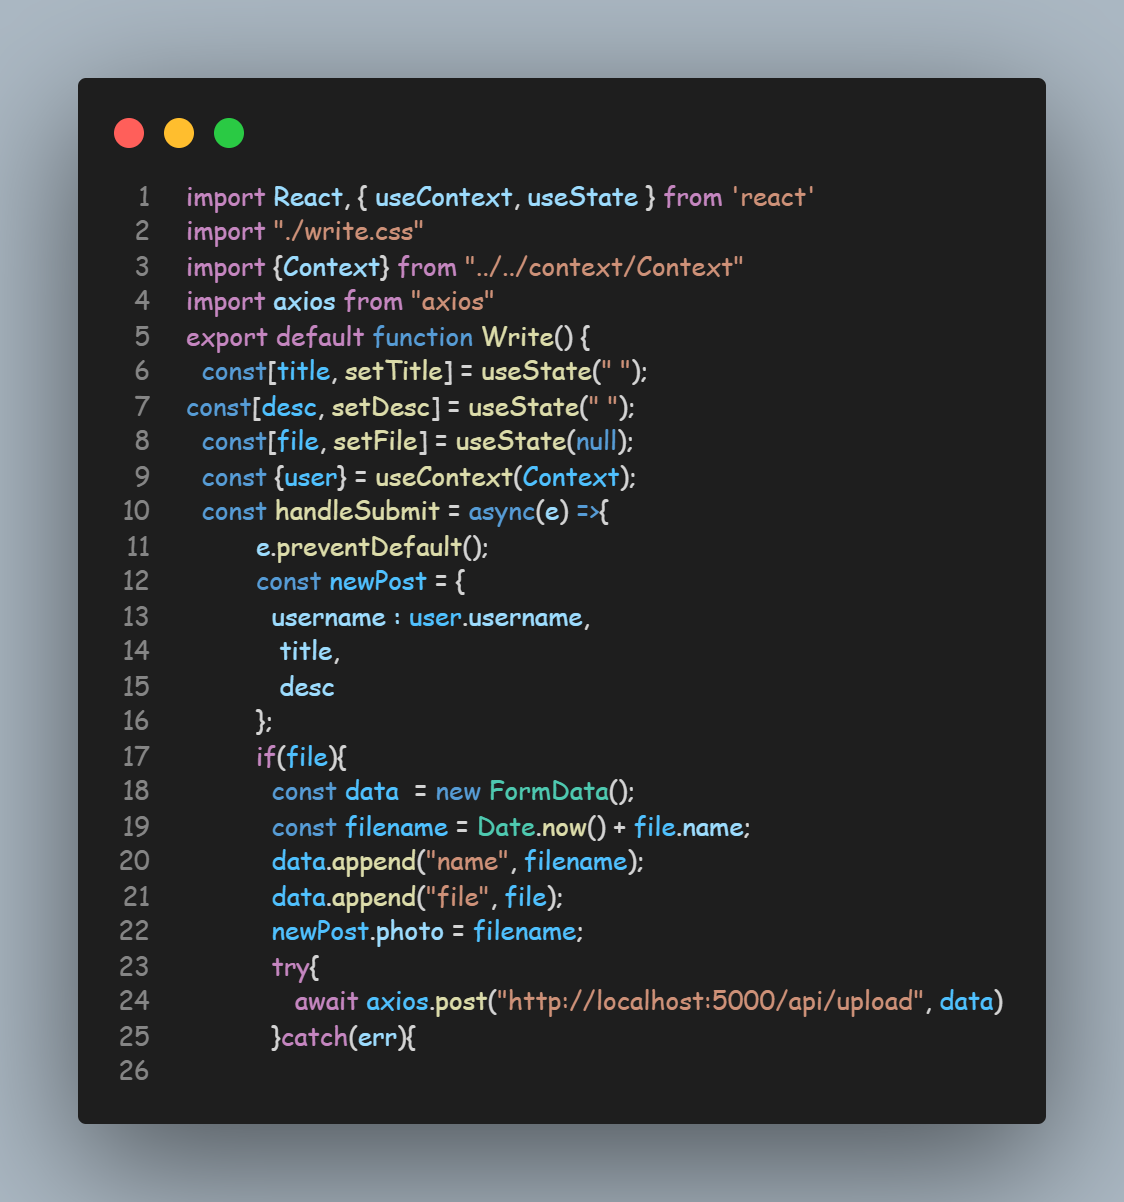 1 import React, { useContext, useState } from 'react'
2 import "./write.css"
3 import {Context} from "../../context/Context"
4 import axios from "axios"
5 export default function Write() {
6   const[title, setTitle] = useState(" ");
7 const[desc, setDesc] = useState(" ");
8   const[file, setFile] = useState(null);
9   const {user} = useContext(Context);
10   const handleSubmit = async(e) =>{
11         e.preventDefault();
12         const newPost = {
13           username : user.username,
14            title,
15            desc
16         };
17         if(file){
18           const data  = new FormData();
19           const filename = Date.now() + file.name;
20           data.append("name", filename);
21           data.append("file", file);
22           newPost.photo = filename;
23           try{
24              await axios.post("http://localhost:5000/api/upload", data)
25           }catch(err){
26